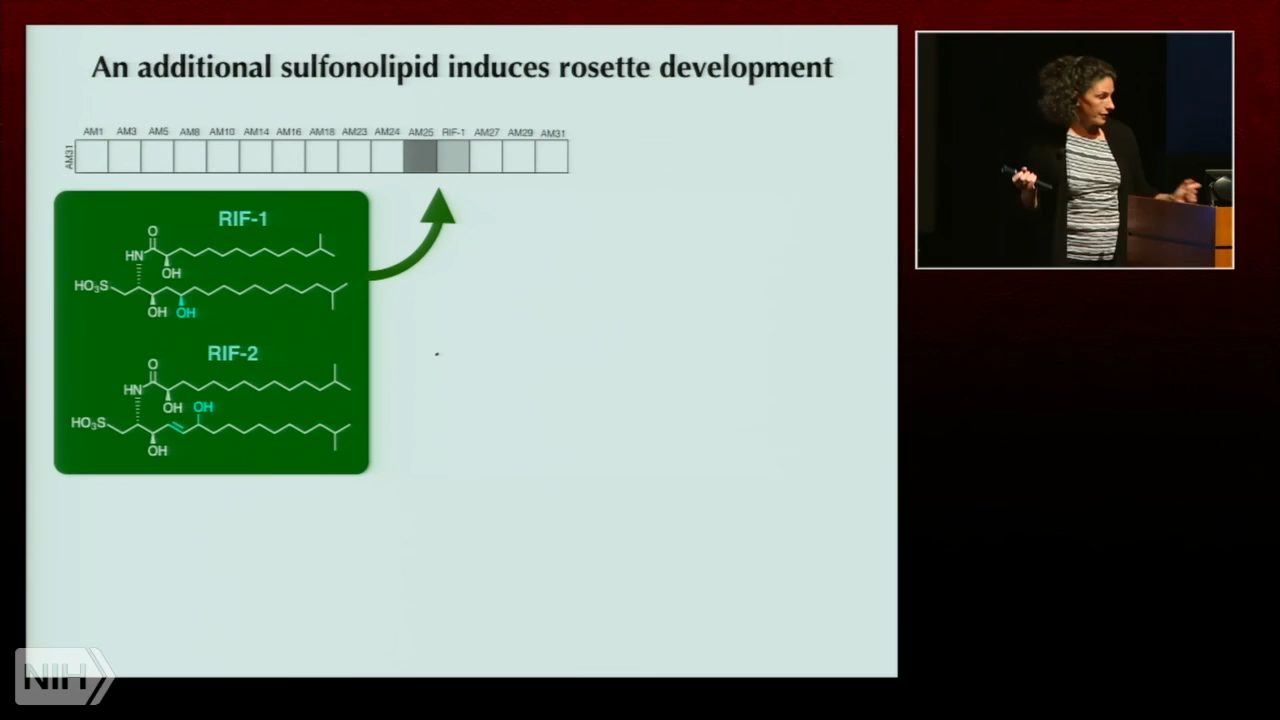 An additional sulfonolipid induces rosette development
AM1 AM3 AM5 AM8 AM10 AM14 AM16 AM18 AM23 AM24 AM25 RIF-1 AM27 AM29 AM31
AM31
RIF-1
O
HN
OH
HO₃S
OH OH
RIF-2
O
HN
OH OH
HO₃S
OH
NIH